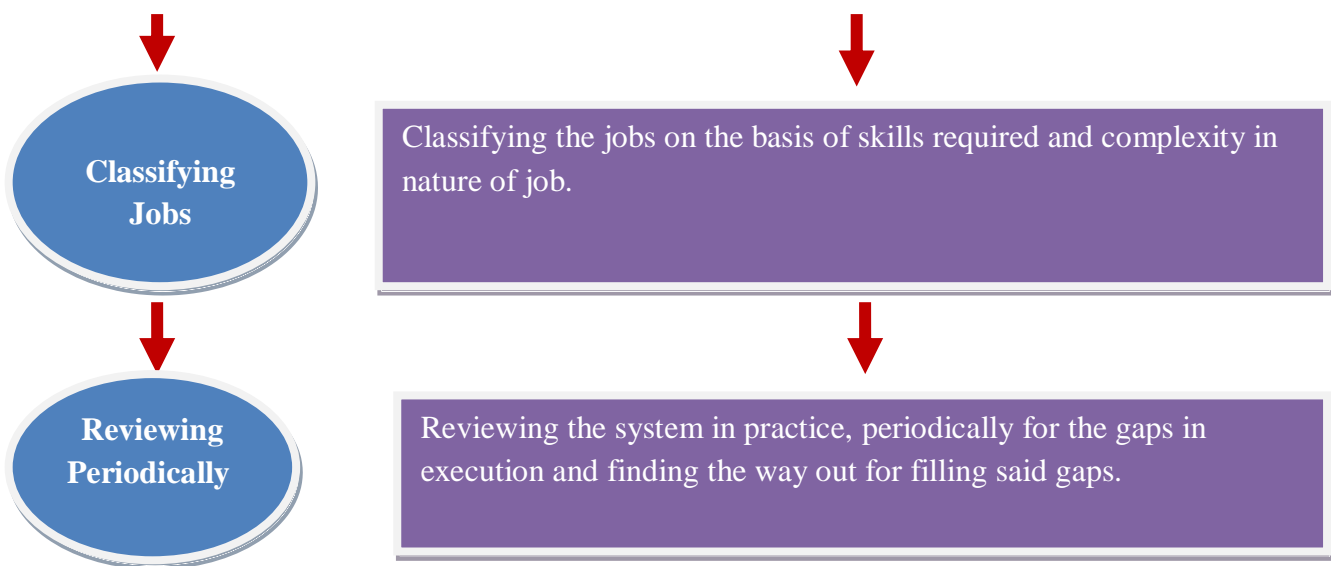 Classifying
Jobs
Classifying the jobs on the basis of skills required and complexity in
nature of job.
Reviewing
Periodically
Reviewing the system in practice, periodically for the gaps in
execution and finding the way out for filling said gaps.